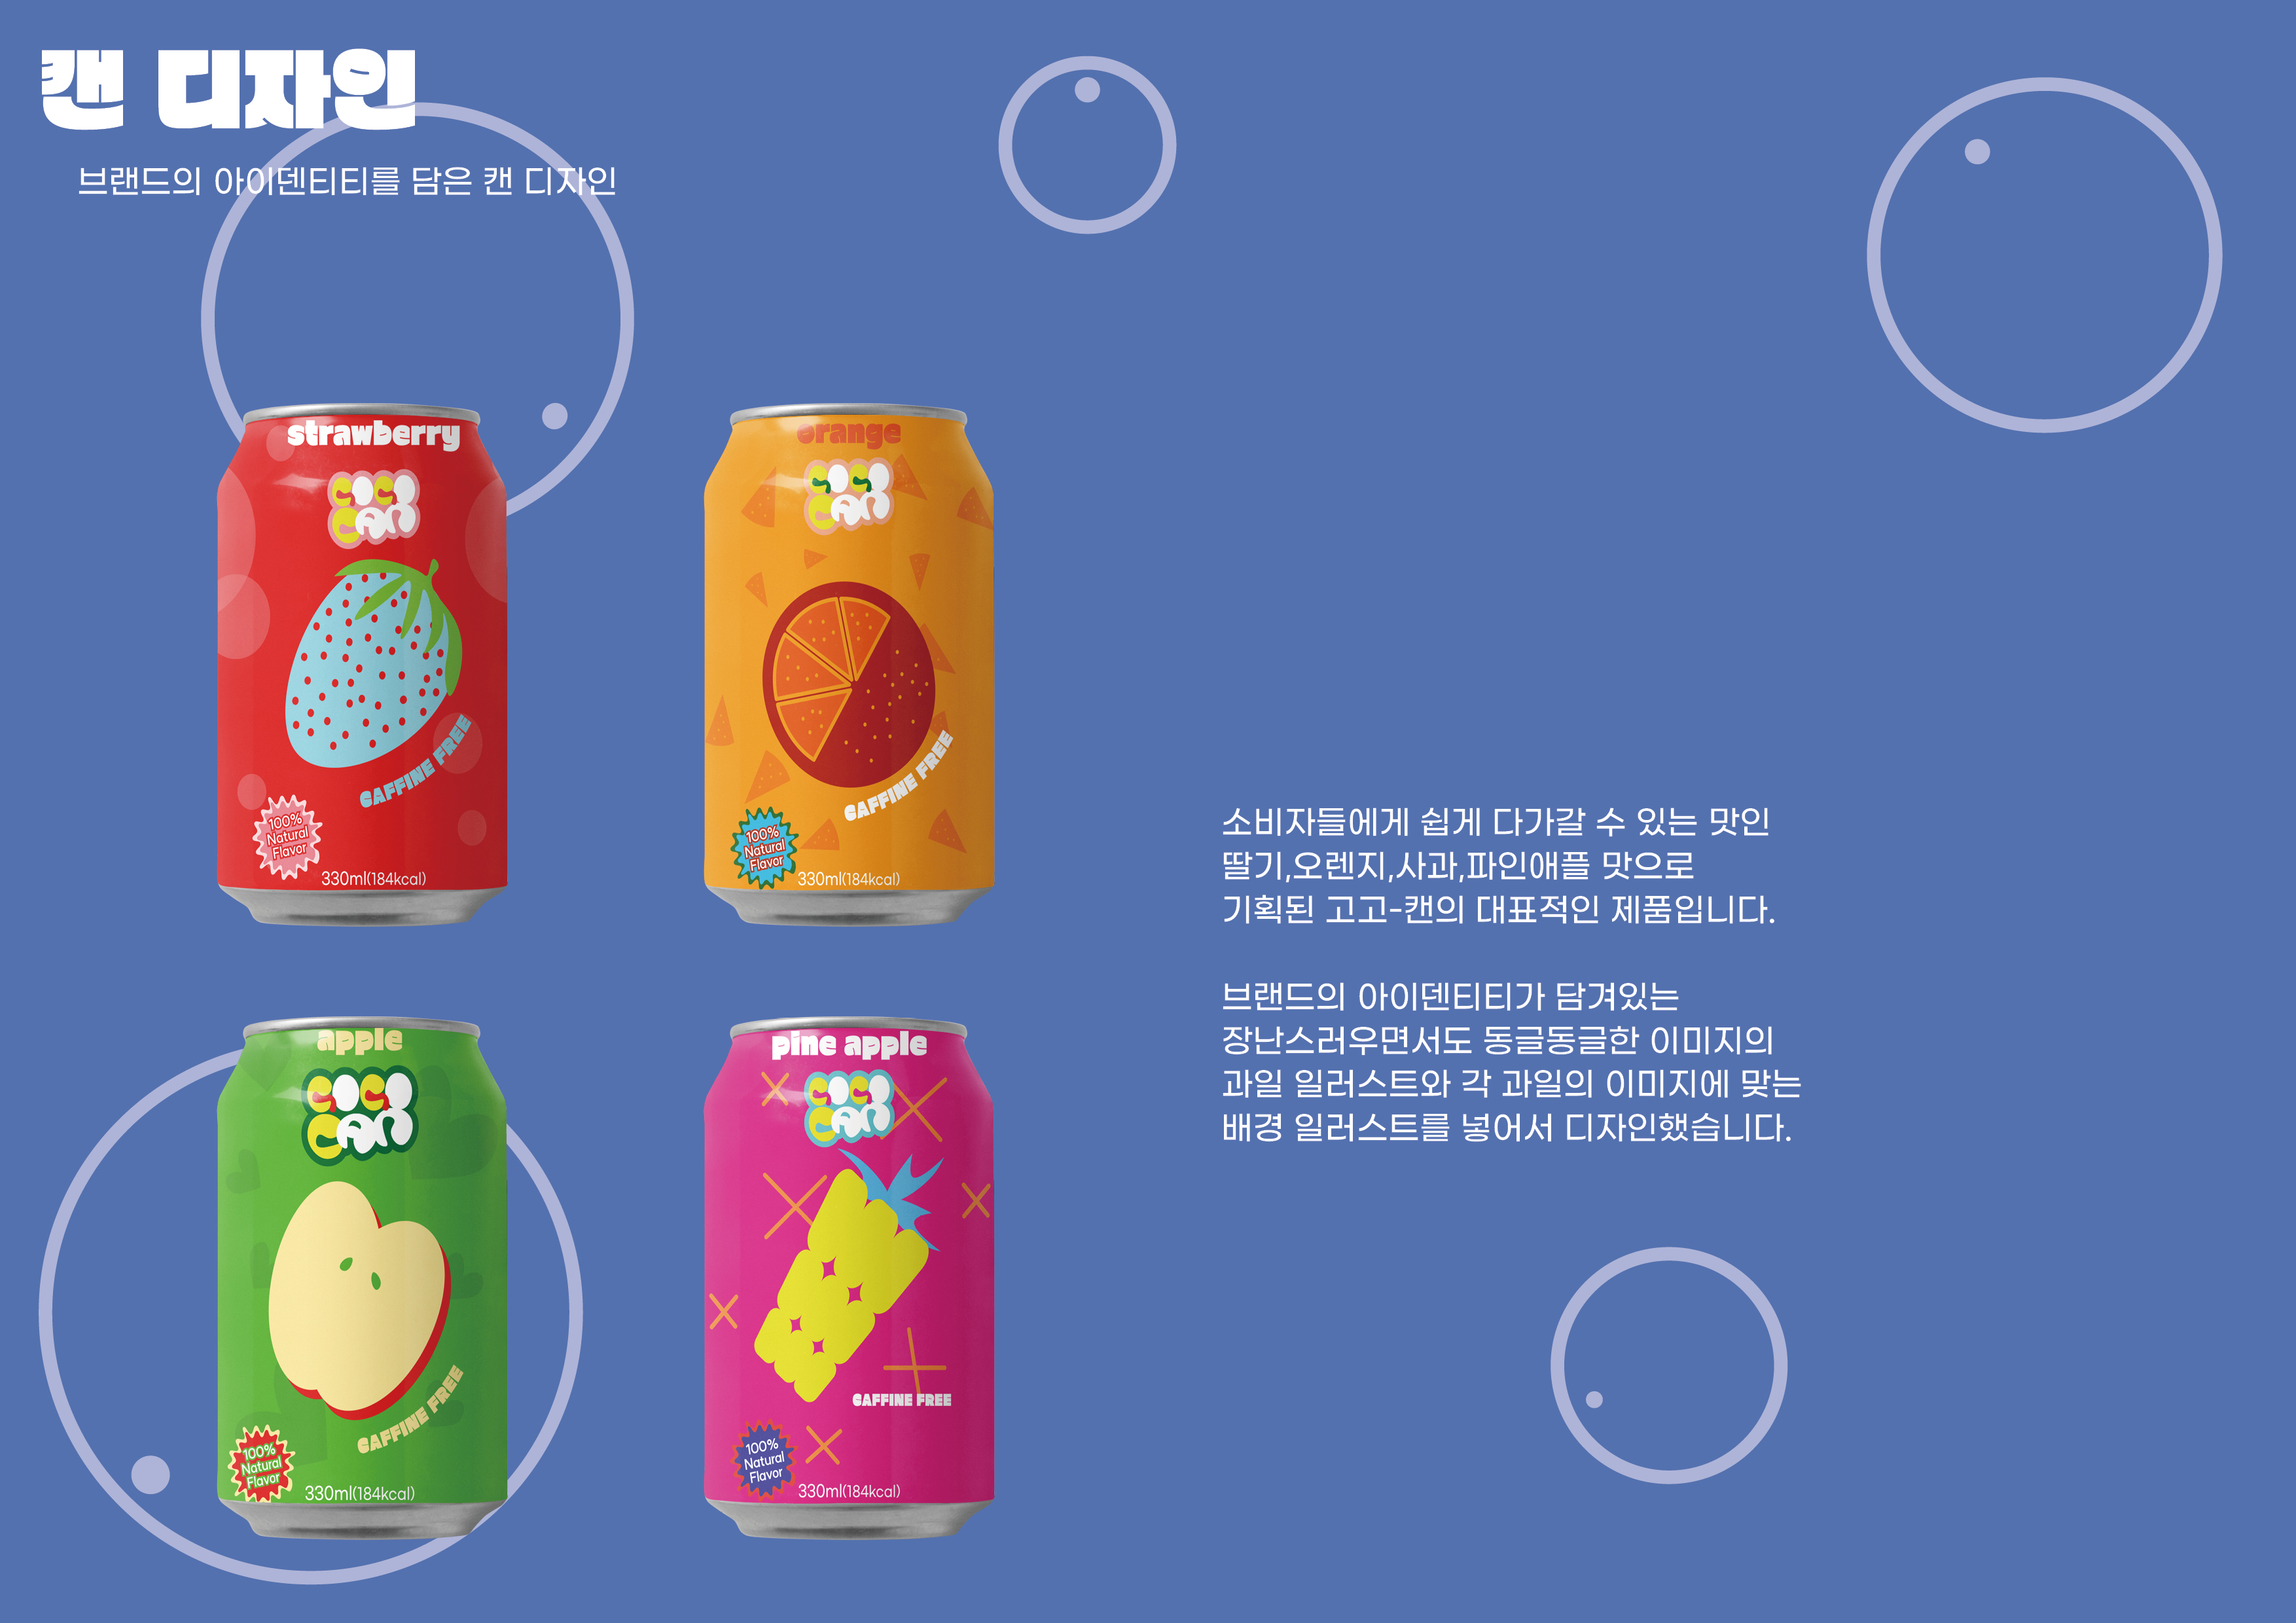 캔 디자인
브랜드의 아이덴티티를 담은 캔 디자인
strawberry
GOGO
CAN
CAFFINE FREE
100%
Natural
Flavor
330ml(184kcal)
orange
GOGO
CAN
CAFFINE FREE
100%
Natural
Flavor
330ml(184kcal)
apple
GOGO
CAN
CAFFINE FREE
100%
Natural
Flavor
330ml(184kcal)
pine apple
GOGO
CAN
CAFFINE FREE
100%
Natural
Flavor
330ml(184kcal)
소비자들에게 쉽게 다가갈 수 있는 맛인
딸기,오렌지,사과,파인애플 맛으로
기획된 고고-캔의 대표적인 제품입니다.
브랜드의 아이덴티티가 담겨있는
장난스러우면서도 동글동글한 이미지의
과일 일러스트와 각 과일의 이미지에 맞는
배경 일러스트를 넣어서 디자인했습니다.